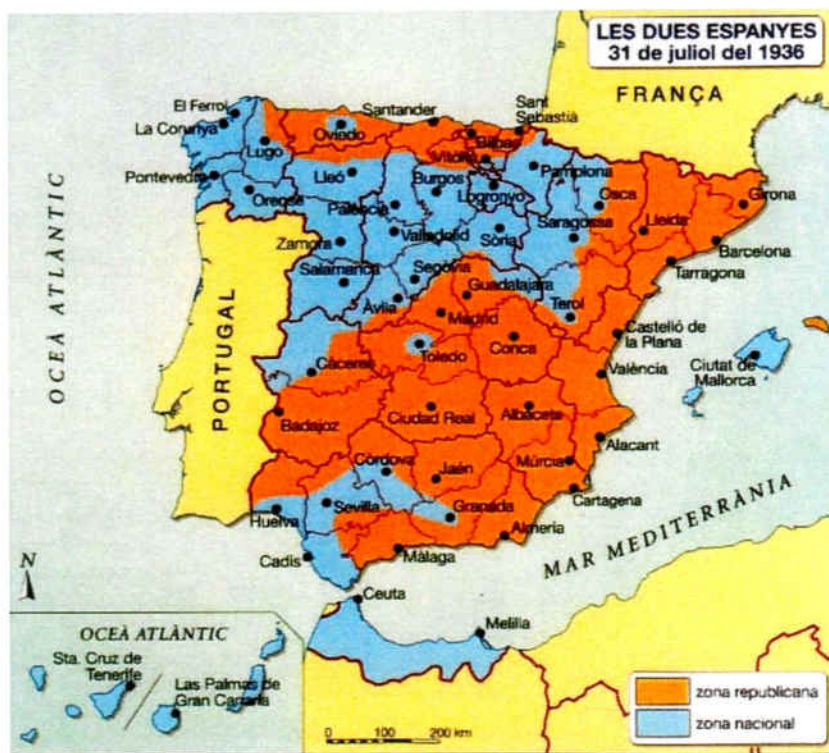 LES DUES ESPANYES
31 de juliol del 1936
FRANÇA
El Ferrol
La Corunya
Lugo
Oviedo
Santander
Bilbao
Sant
Sebastià
Vitòria
Pamplona
Pontevedra
Orense
Lleó
Burgos
Logronyo
Osca
Girona
Palència
Lleida
Zamora
Valladolid
Sòria
Saragossa
Barcelona
Tarragona
Salamanca
Segòvia
Guadalajara
Àvila
Madrid
Terol
Castelló de
la Plana
Toledo
Conca
Càceres
València
Ciutat de
Mallorca
OCEÀ ATLÀNTIC
PORTUGAL
Badajoz
Ciudad Real
Albacete
Alacant
Còrdova
Jaén
Múrcia
Cartagena
Huelva
Sevilla
Granada
Almeria
Cadis
Màlaga
MAR MEDITERRÀNIA
N
Ceuta
Melilla
OCEÀ ATLÀNTIC
Sta. Cruz de
Tenerife
Las Palmas de
Gran Canaria
0 100 200 km
zona republicana
zona nacional